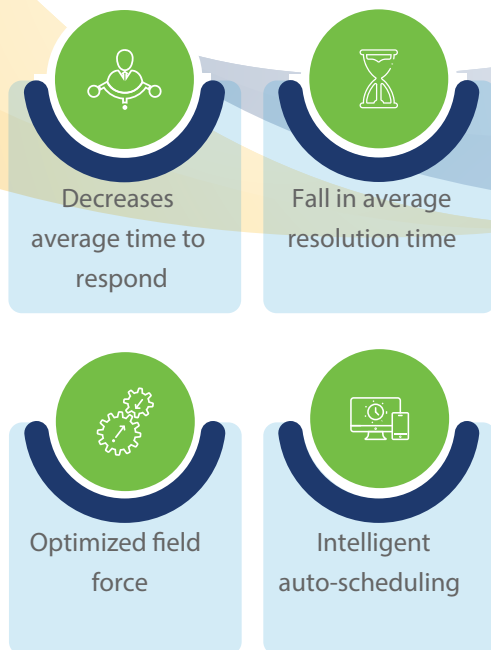 Decreases
average time to
respond
Fall in average
resolution time
Optimized field
force
Intelligent
auto-scheduling